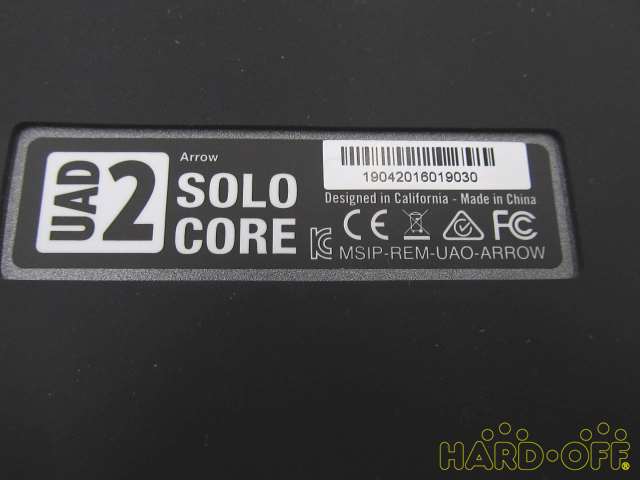 UAD 2
Arrow
SOLO
CORE
19042016019030
Designed in California - Made in China
CE FC
MSIP-REM-UAO-ARROW
HARD-OFF®